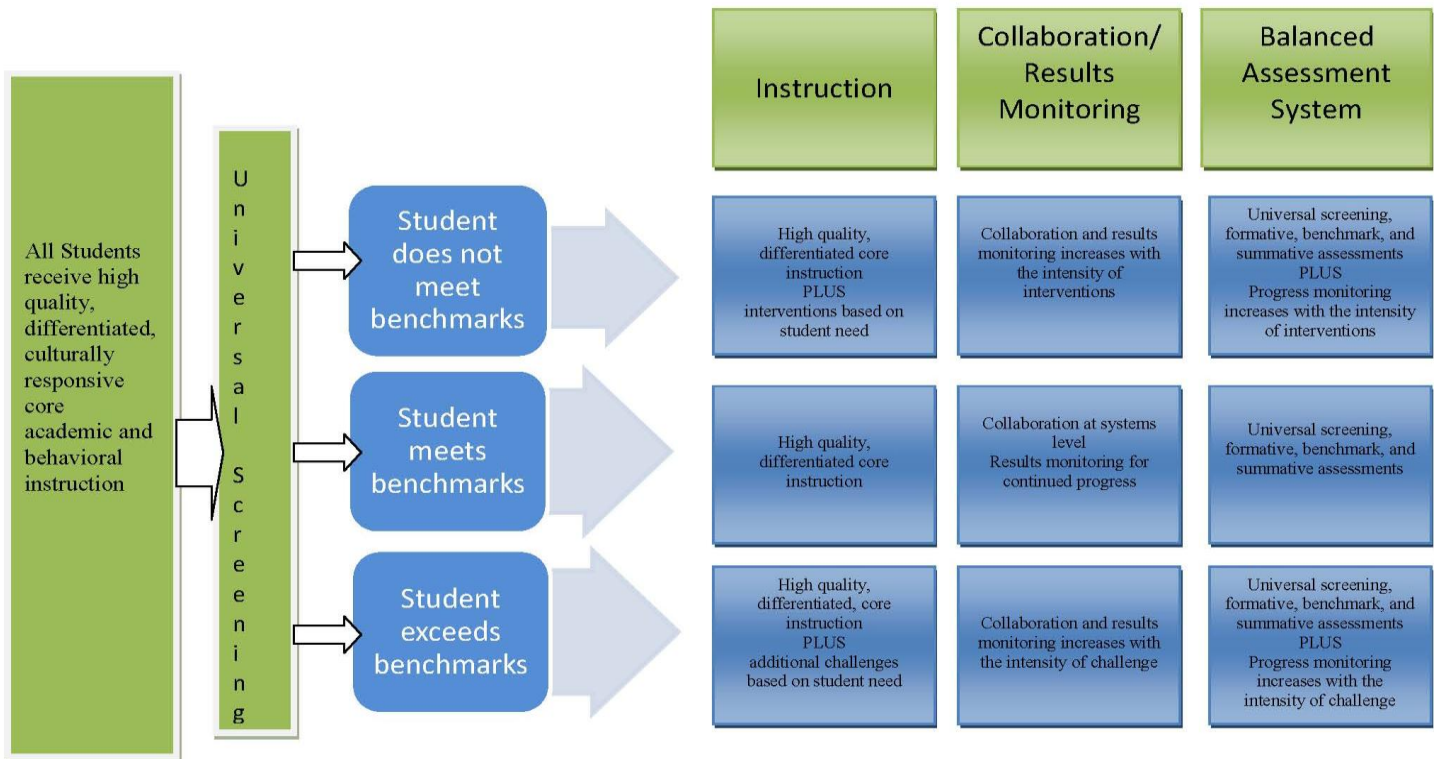 All Students
receive high
quality,
differentiated,
culturally
responsive
core
academic and
behavioral
instruction
Universal Screening
Student
does not
meet
benchmarks
Student
meets
benchmarks
Student
exceeds
benchmarks
Instruction
Collaboration/
Results
Monitoring
Balanced
Assessment
System
High quality,
differentiated core
instruction
PLUS
interventions based on
student need
Collaboration and results
monitoring increases with
the intensity of
interventions
Universal screening,
formative, benchmark, and
summative assessments
PLUS
Progress monitoring
increases with the intensity
of interventions
High quality,
differentiated core
instruction
Collaboration at systems
level
Results monitoring for
continued progress
Universal screening,
formative, benchmark, and
summative assessments
High quality,
differentiated, core
instruction
PLUS
additional challenges
based on student need
Collaboration and results
monitoring increases with
the intensity of challenge
Universal screening,
formative, benchmark, and
summative assessments
PLUS
Progress monitoring
increases with the
intensity of challenge